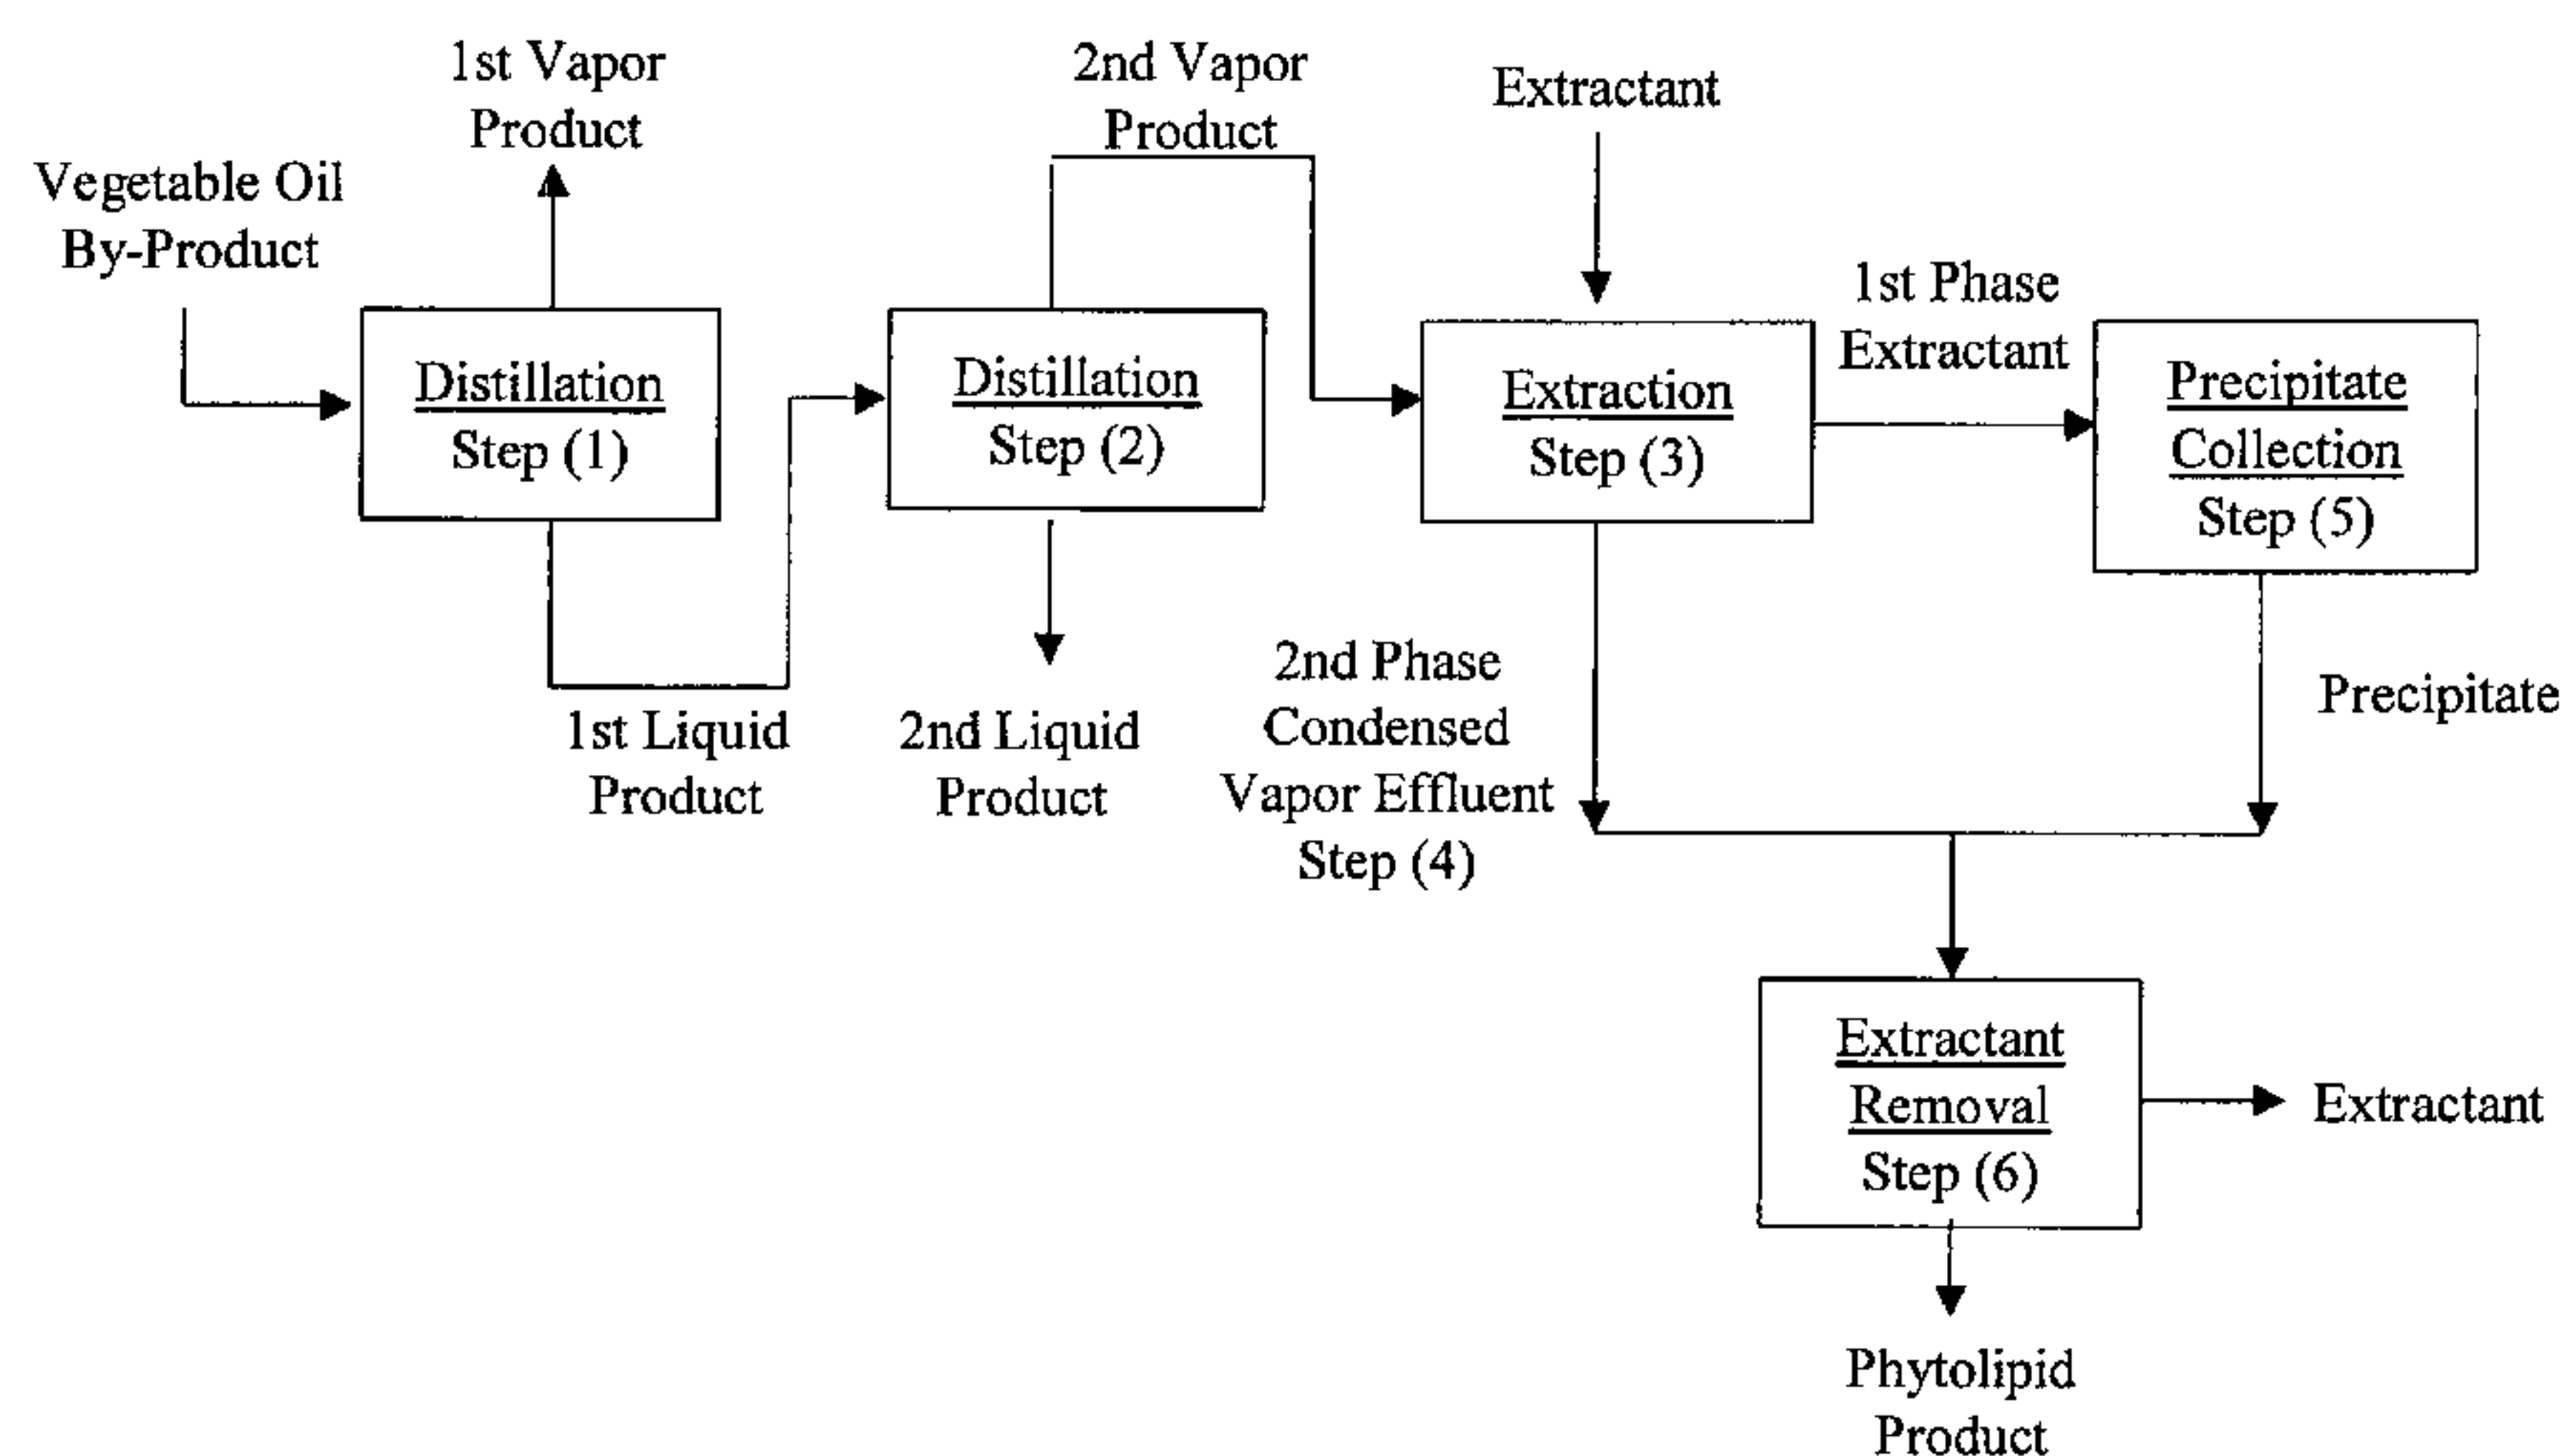 1st Vapor
Product
2nd Vapor
Product
Extractant
Vegetable Oil
By-Product
1st Phase
Extractant
Distillation
Step (1)
Distillation
Step (2)
Extraction
Step (3)
Precipitate
Collection
Step (5)
1st Liquid
Product
2nd Liquid
Product
2nd Phase
Condensed
Vapor Effluent
Step (4)
Precipitate
Extractant
Removal
Step (6)
Extractant
Phytolipid
Product